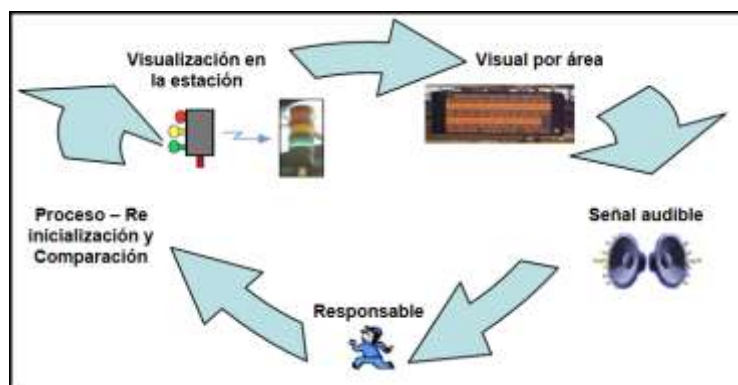 Visualización en
la estación
Visual por área
Señal audible
Responsable
Proceso – Re
inicialización y
Comparación